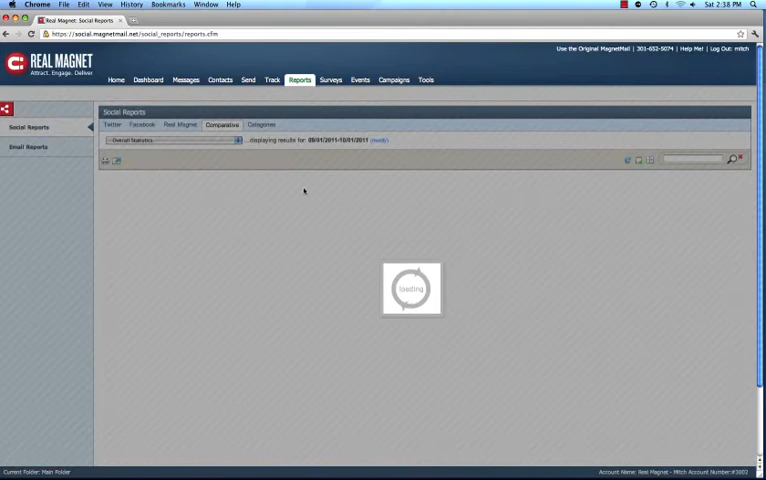 Chrome File Edit View History Bookmarks Window Help Sat 2:38 PM
Real Magnet: Social Reports
https://social.magnetmail.net/social_reports/reports.cfm
REAL MAGNET
Attract. Engage. Deliver
Use the Original MagnetMail | 301-652-5074 | Help Me! | Log Out: mitch
Home Dashboard Messages Contacts Send Track Reports Surveys Events Campaigns Tools
Social Reports
Email Reports
Social Reports
Twitter Facebook Real Magnet Comparative Categories
Overall Statistics ...displaying results for: 09/01/2011-10/01/2011 (modify)
loading
Current Folder: Main Folder
Account Name: Real Magnet - Mitch Account Number:#3002